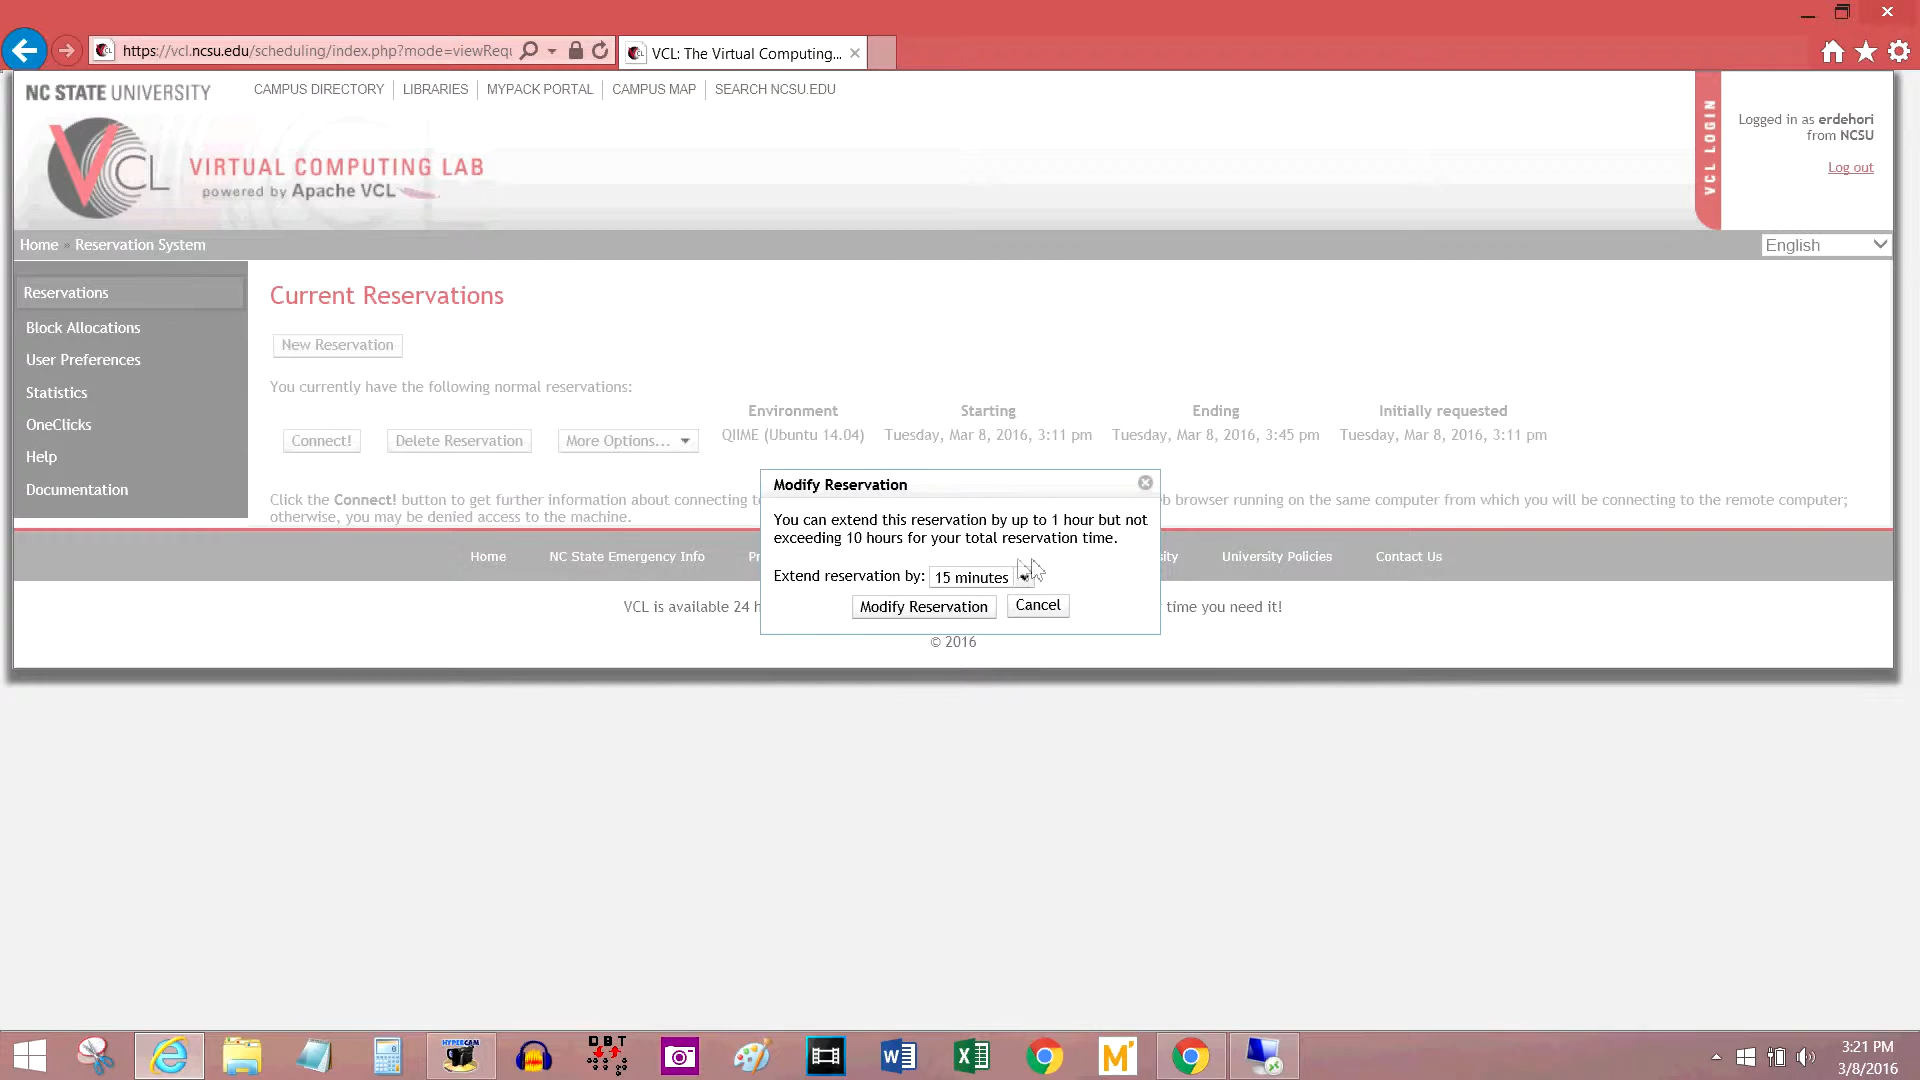 https://vcl.ncsu.edu/scheduling/index.php?mode=viewRequ
VCL: The Virtual Computing...
NC STATE UNIVERSITY
CAMPUS DIRECTORY
LIBRARIES
MYPACK PORTAL
CAMPUS MAP
SEARCH NCSU.EDU
VCL
VIRTUAL COMPUTING LAB
powered by Apache VCL
VCL LOGIN
Logged in as erdehori
from NCSU
Log out
Home » Reservation System
English
Reservations
Block Allocations
User Preferences
Statistics
OneClicks
Help
Documentation
Current Reservations
New Reservation
You currently have the following normal reservations:
Environment Starting Ending Initially requested
Connect! Delete Reservation More Options... QIIME (Ubuntu 14.04) Tuesday, Mar 8, 2016, 3:11 pm Tuesday, Mar 8, 2016, 3:45 pm Tuesday, Mar 8, 2016, 3:11 pm
Click the Connect! button to get further information about connecting t
b browser running on the same computer from which you will be connecting to the remote computer;
otherwise, you may be denied access to the machine.
Modify Reservation
You can extend this reservation by up to 1 hour but not
exceeding 10 hours for your total reservation time.
Extend reservation by: 15 minutes
Modify Reservation Cancel
Home NC State Emergency Info University Policies Contact Us
VCL is available 24 h
time you need it!
© 2016
HYPERCAM
DBT
3:21 PM
3/8/2016